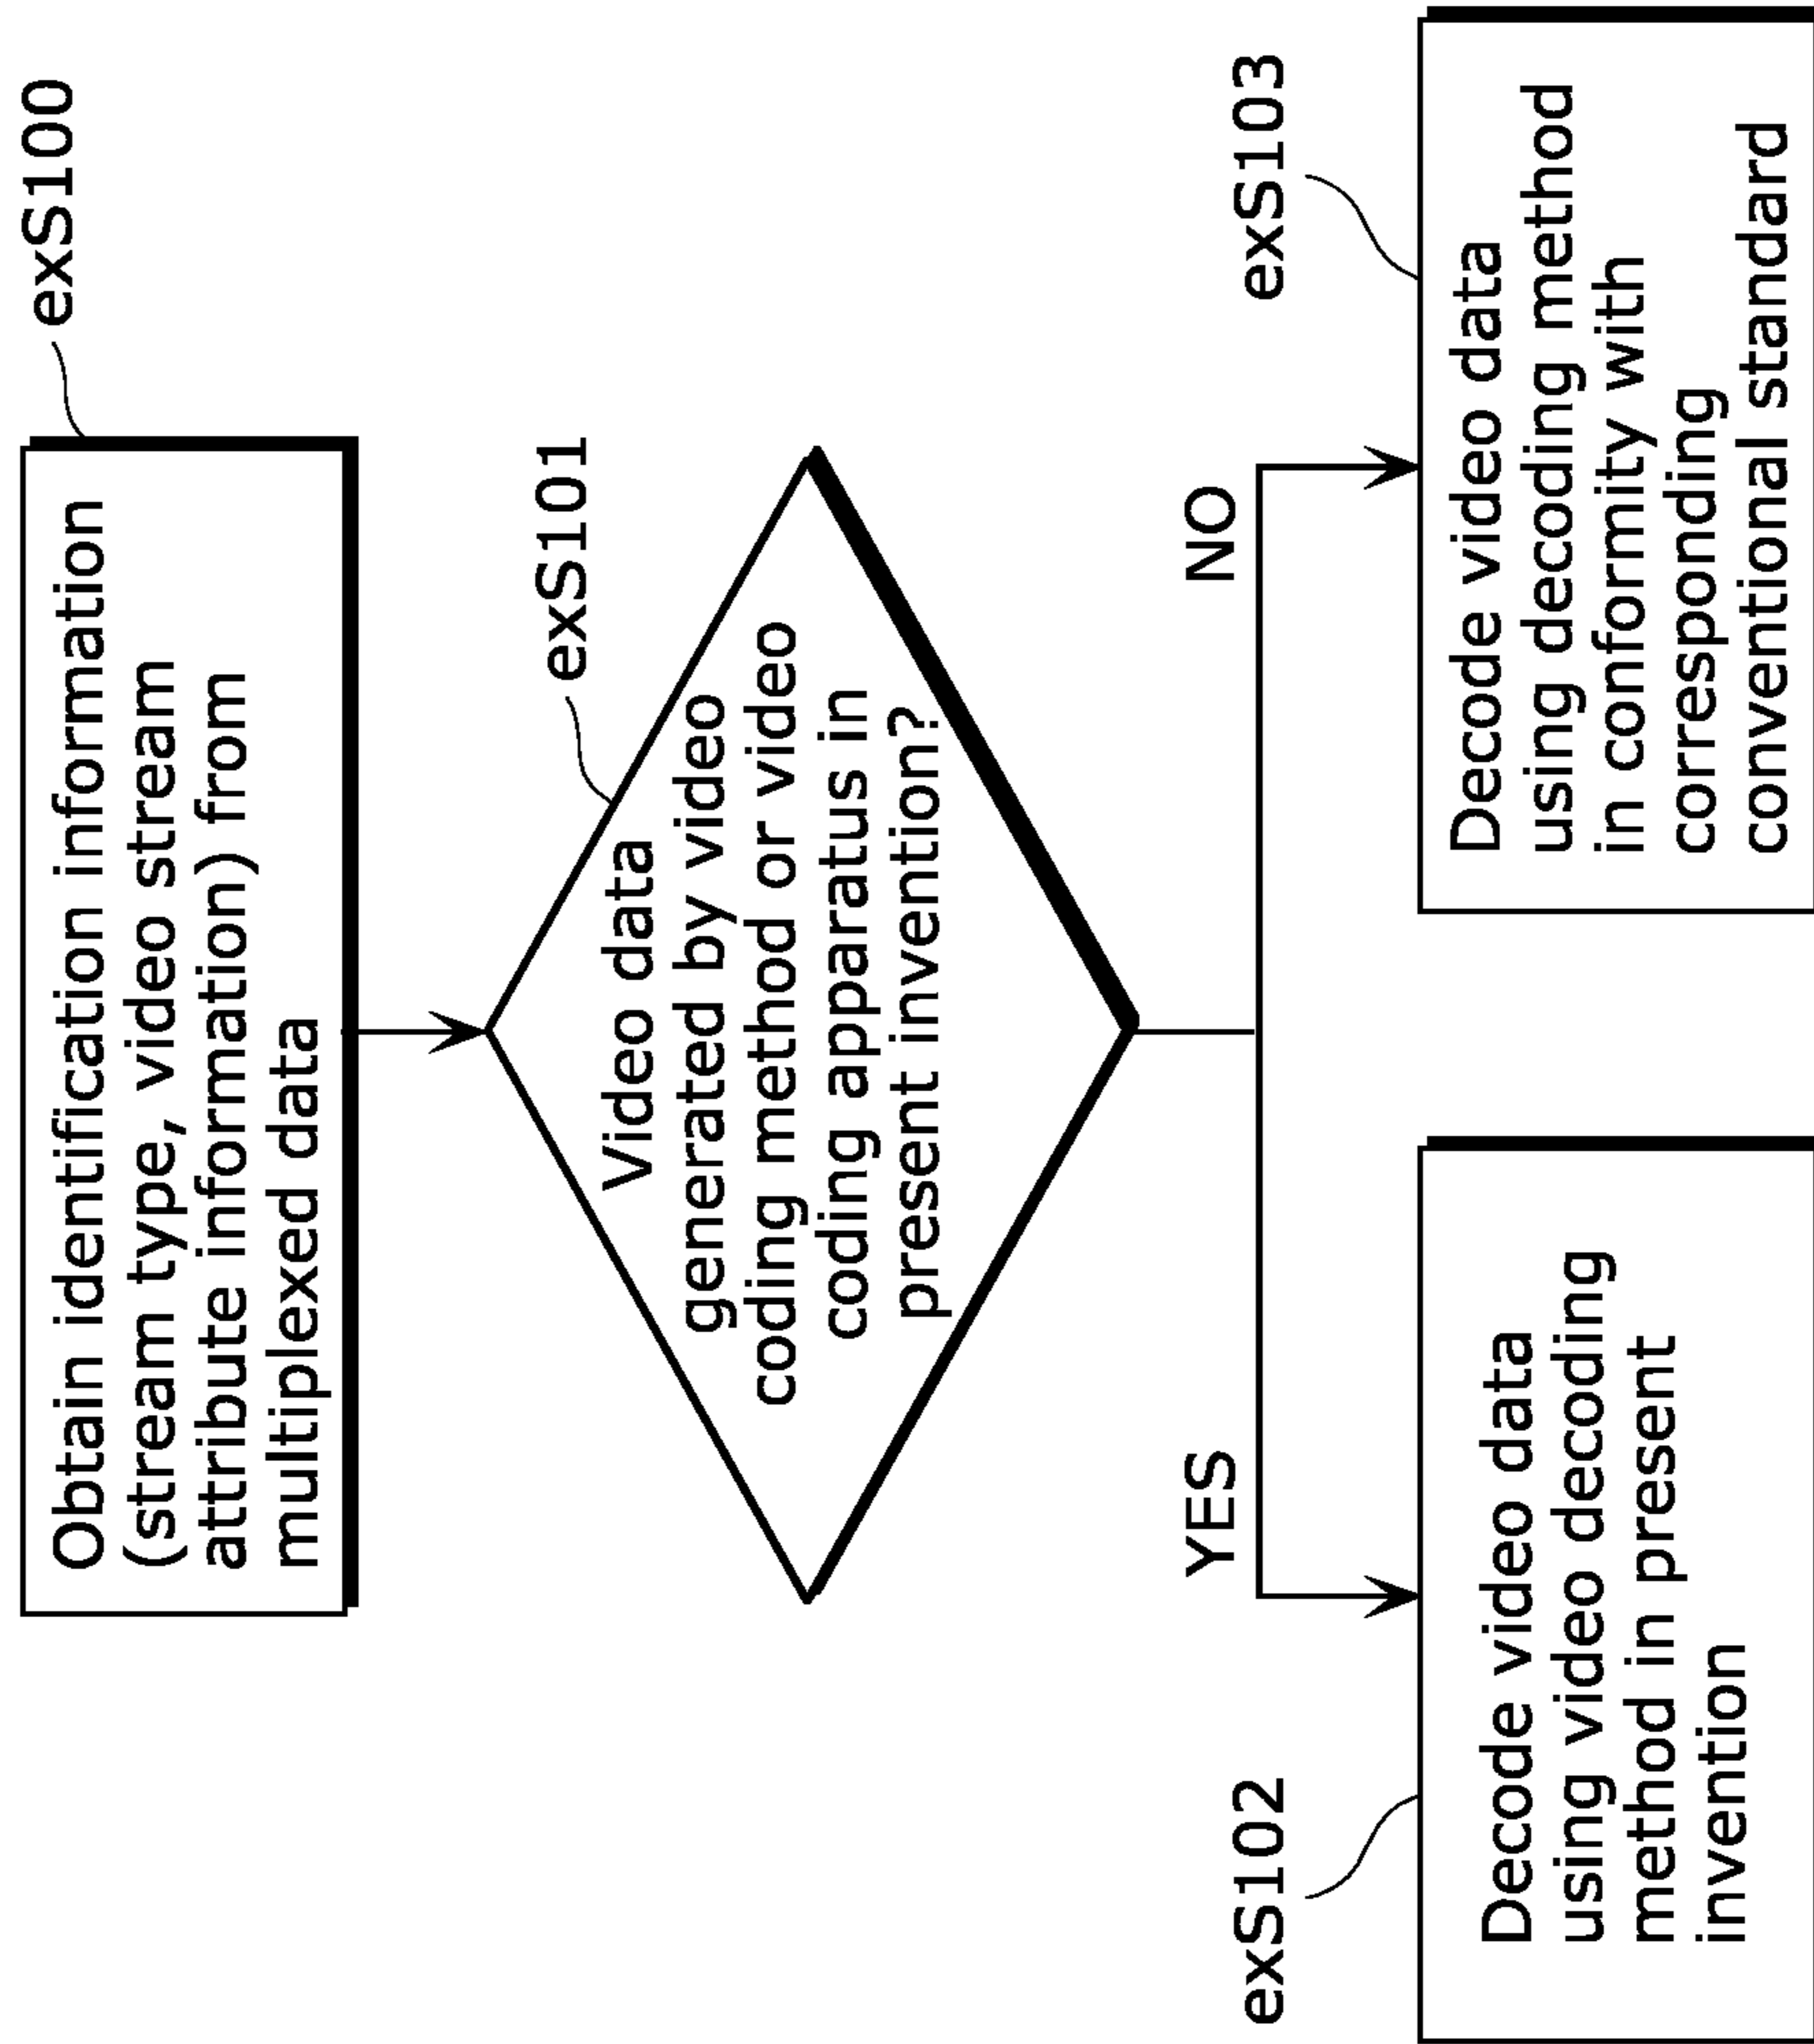 exS100
Obtain identification information
(stream type, video stream
attribute information) from
multiplexed data
exS101
Video data
generated by video
coding method or video
coding apparatus in
present invention?
YES
NO
exS102
Decode video data
using video decoding
method in present
invention
exS103
Decode video data
using decoding method
in conformity with
corresponding
conventional standard